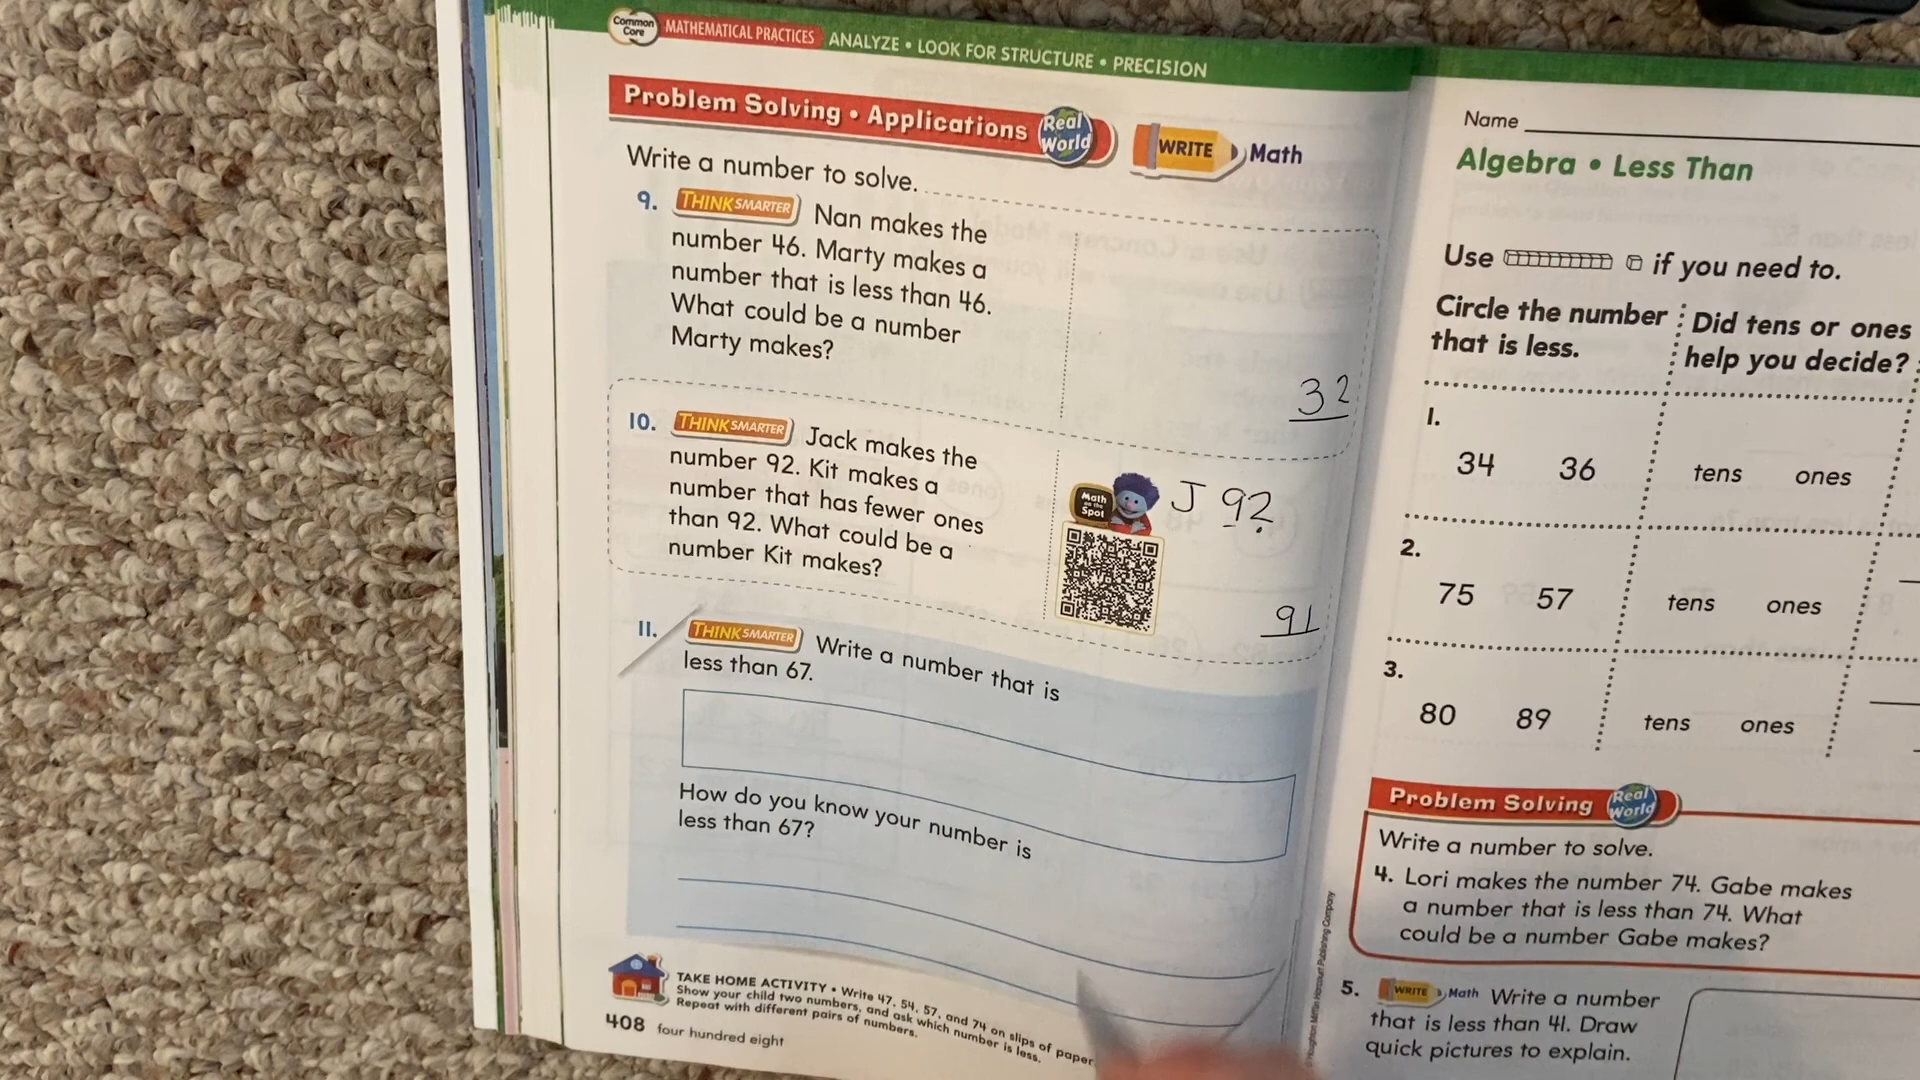 Common Core MATHEMATICAL PRACTICES ANALYZE • LOOK FOR STRUCTURE • PRECISION
Problem Solving • Applications Real World WRITE Math
Write a number to solve.
9. THINK SMARTER Nan makes the
number 46. Marty makes a
number that is less than 46.
What could be a number
Marty makes?
32
10. THINK SMARTER Jack makes the
number 92. Kit makes a
number that has fewer ones
than 92. What could be a
number Kit makes?
Math on the Spot
J 92
91
11. THINK SMARTER Write a number that is
less than 67.
How do you know your number is
less than 67?
TAKE HOME ACTIVITY • Write 47, 54, 57, and 74 on slips of paper.
Show your child two numbers, and ask which number is less.
Repeat with different pairs of numbers.
408 four hundred eight
Name
Algebra • Less Than
Use if you need to.
Circle the number
that is less.
Did tens or ones
help you decide?
1.
34 36 tens ones
2.
75 57 tens ones
3.
80 89 tens ones
Problem Solving Real World
Write a number to solve.
4. Lori makes the number 74. Gabe makes
a number that is less than 74. What
could be a number Gabe makes?
5. WRITE Math Write a number
that is less than 41. Draw
quick pictures to explain.
© Houghton Mifflin Harcourt Publishing Company